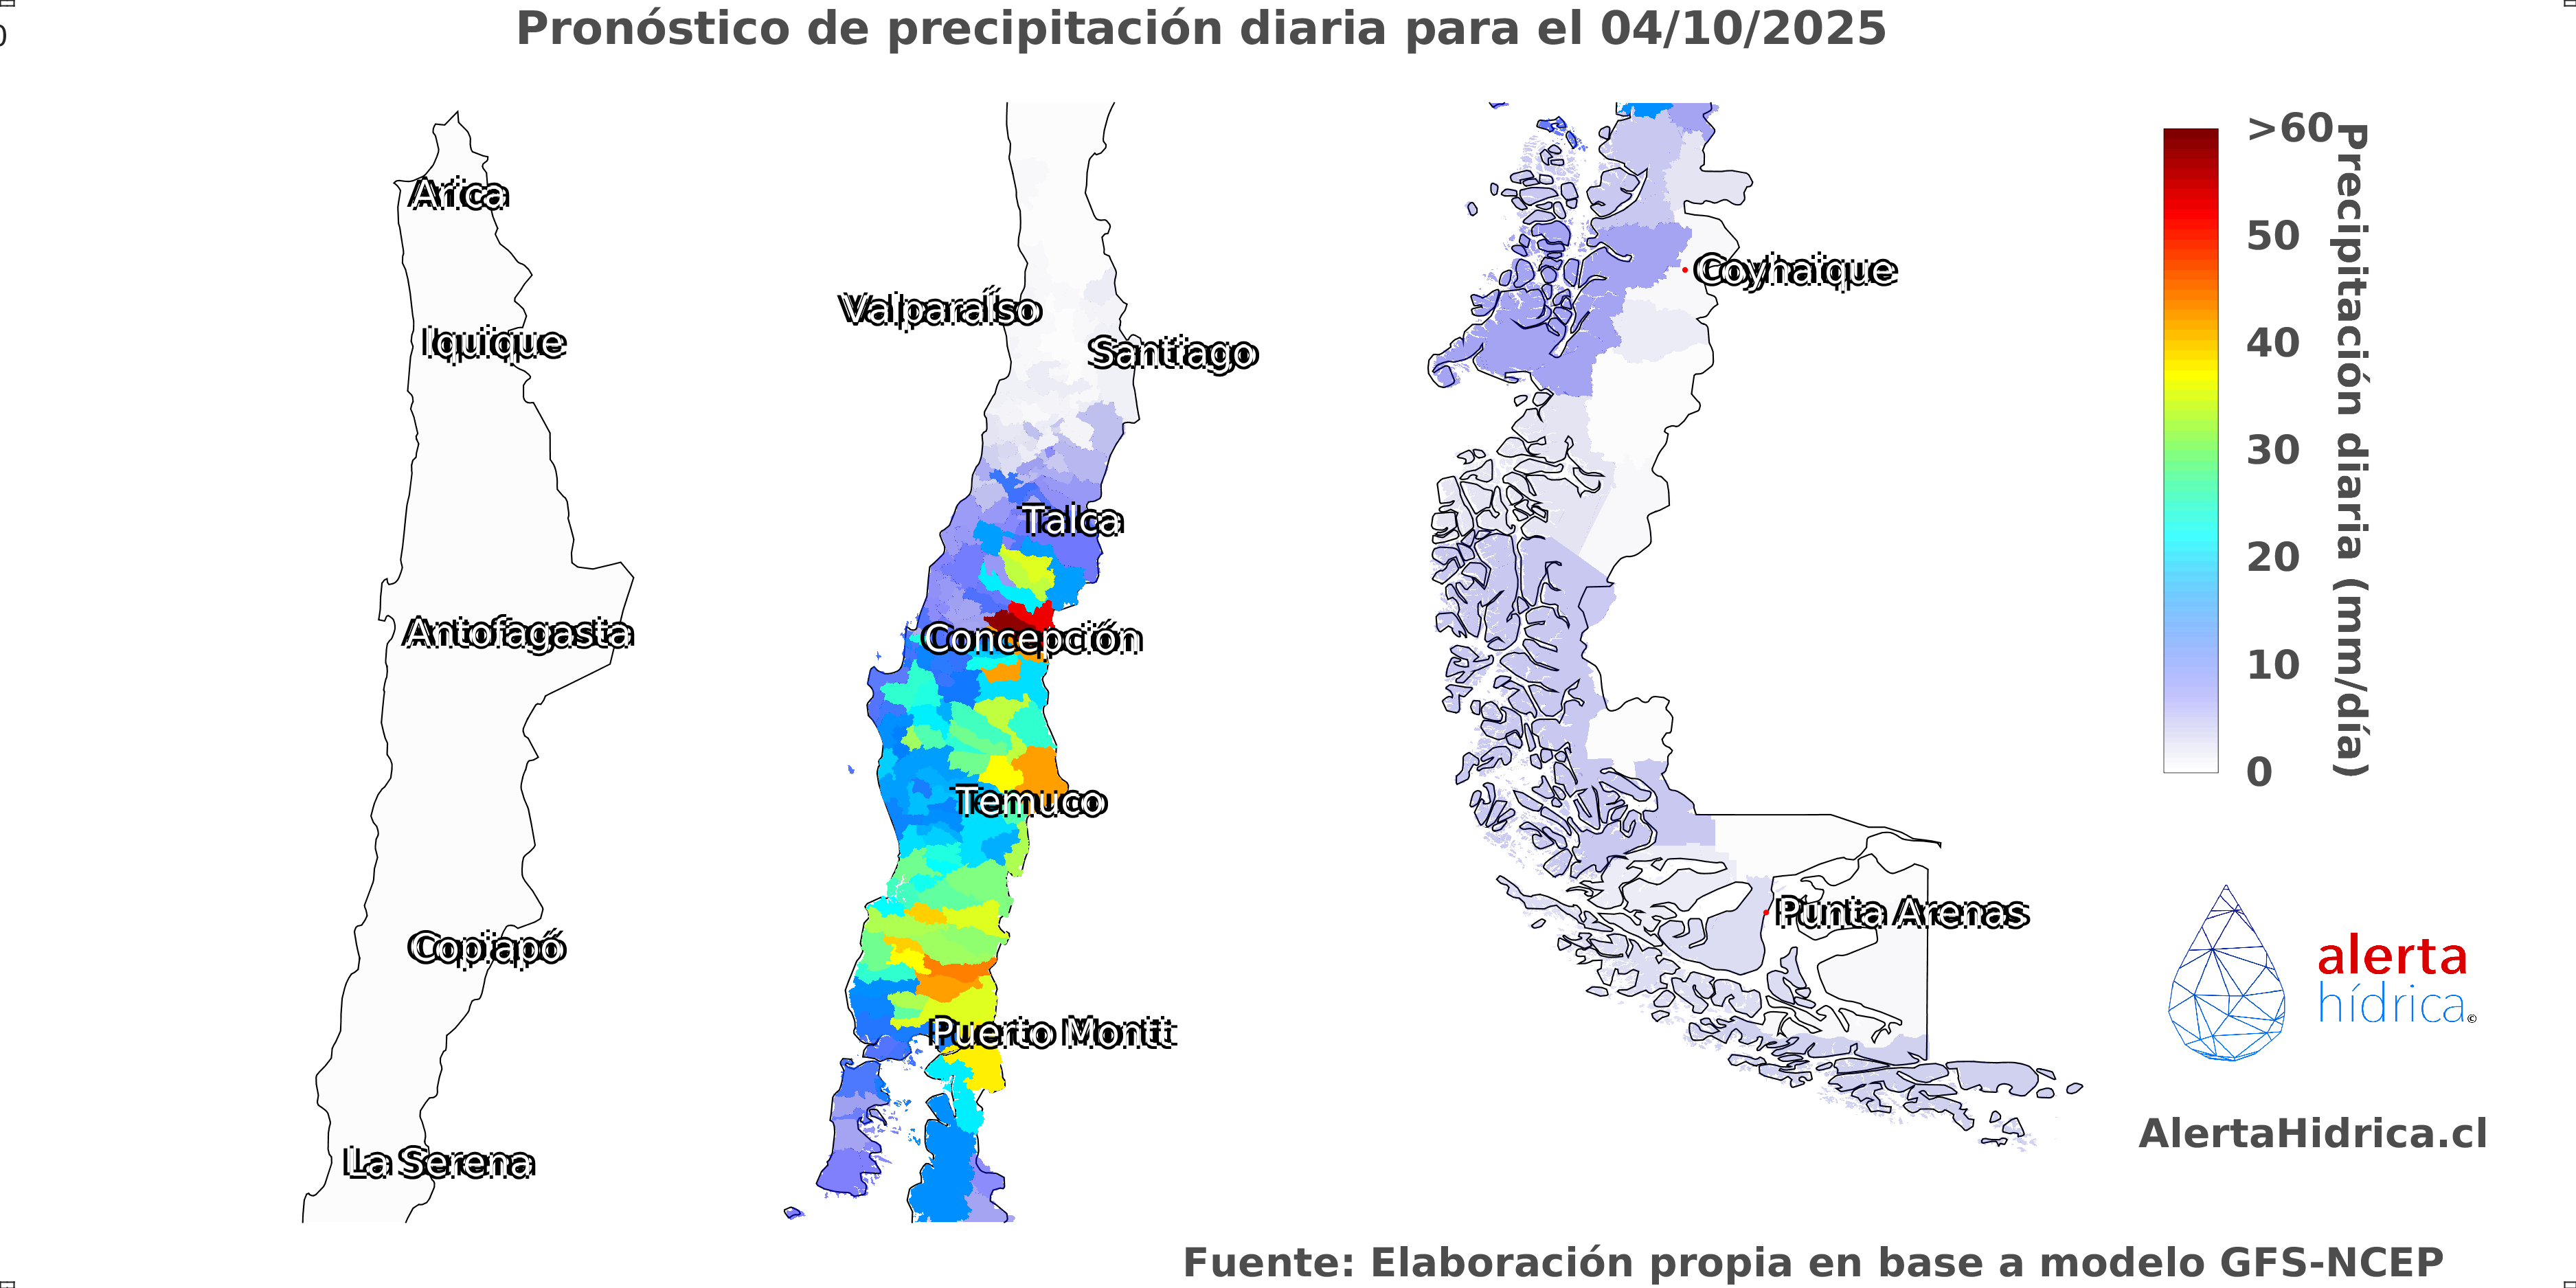 Pronóstico de precipitación diaria para el 04/10/2025
0
Arica
Iquique
Antofagasta
Copiapó
La Serena
Valparaíso
Santiago
Talca
Concepción
Temuco
Puerto Montt
Coyhaique
Punta Arenas
>60
50
40
30
20
10
0
Precipitación diaria (mm/día)
alerta
hídrica©
AlertaHidrica.cl
Fuente: Elaboración propia en base a modelo GFS-NCEP